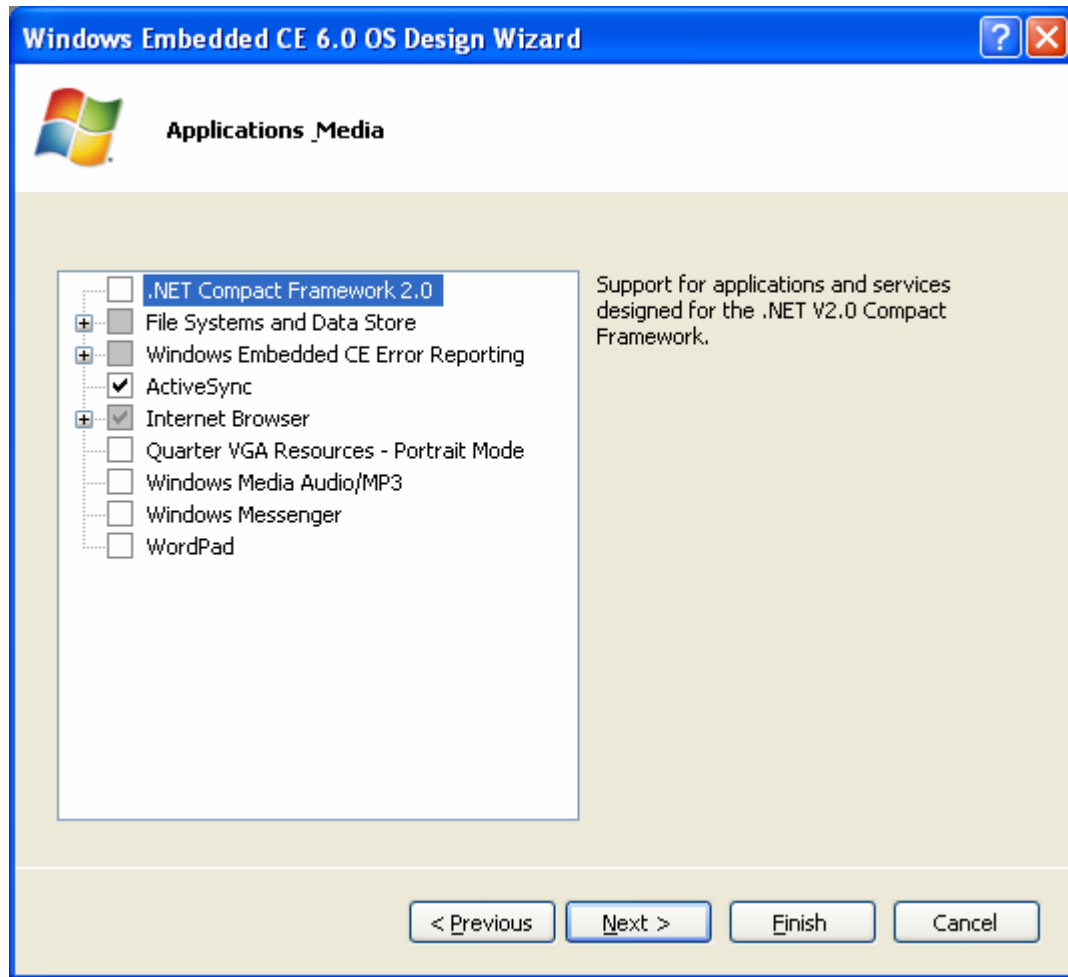 Windows Embedded CE 6.0 OS Design Wizard
Applications _Media
.NET Compact Framework 2.0
File Systems and Data Store
Windows Embedded CE Error Reporting
ActiveSync
Internet Browser
Quarter VGA Resources - Portrait Mode
Windows Media Audio/MP3
Windows Messenger
WordPad
Support for applications and services
designed for the .NET V2.0 Compact
Framework.
< Previous
Next >
Finish
Cancel